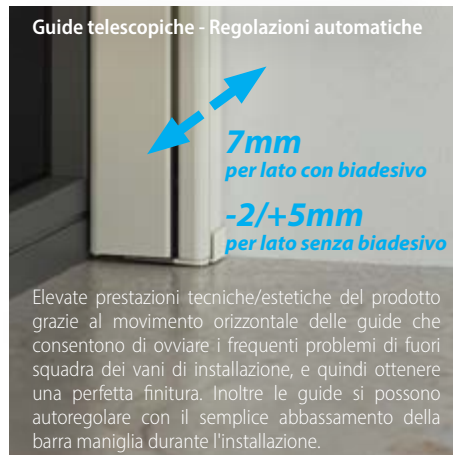 Guide telescopiche - Regolazioni automatiche
7mm
per lato con biadesivo
-2/+5mm
per lato senza biadesivo
Elevate prestazioni tecniche/estetiche del prodotto
grazie al movimento orizzontale delle guide che
consentono di ovviare i frequenti problemi di fuori
squadra dei vani di installazione, e quindi ottenere
una perfetta finitura. Inoltre le guide si possono
autoregolare con il semplice abbassamento della
barra maniglia durante l'installazione.